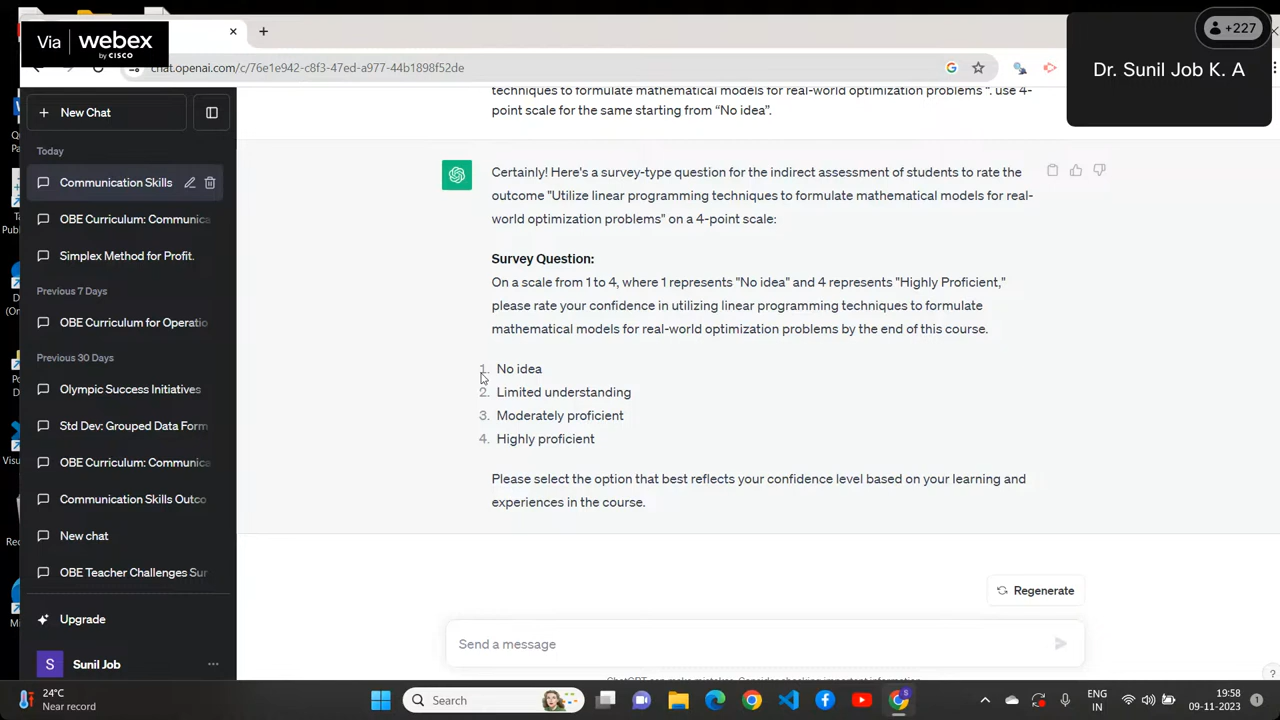 Via webex
by CISCO
+227
Dr. Sunil Job K. A
chat.openai.com/c/76e1e942-c8f3-47ed-a977-44b1898f52de
New Chat
Today
Communication Skills
OBE Curriculum: Communica
Simplex Method for Profit.
Previous 7 Days
OBE Curriculum for Operatio
Previous 30 Days
Olympic Success Initiatives
Std Dev: Grouped Data Form
OBE Curriculum: Communica
Communication Skills Outco
New chat
OBE Teacher Challenges Sur
Upgrade
S Sunil Job
techniques to formulate mathematical models for real-world optimization problems ". use 4-
point scale for the same starting from “No idea”.
Certainly! Here's a survey-type question for the indirect assessment of students to rate the
outcome "Utilize linear programming techniques to formulate mathematical models for real-
world optimization problems" on a 4-point scale:
Survey Question:
On a scale from 1 to 4, where 1 represents "No idea" and 4 represents "Highly Proficient,"
please rate your confidence in utilizing linear programming techniques to formulate
mathematical models for real-world optimization problems by the end of this course.
1. No idea
2. Limited understanding
3. Moderately proficient
4. Highly proficient
Please select the option that best reflects your confidence level based on your learning and
experiences in the course.
Regenerate
Send a message
ChatGPT can make mistakes. Consider checking important information.
24°C
Near record
Search
ENG
IN
19:58
09-11-2023